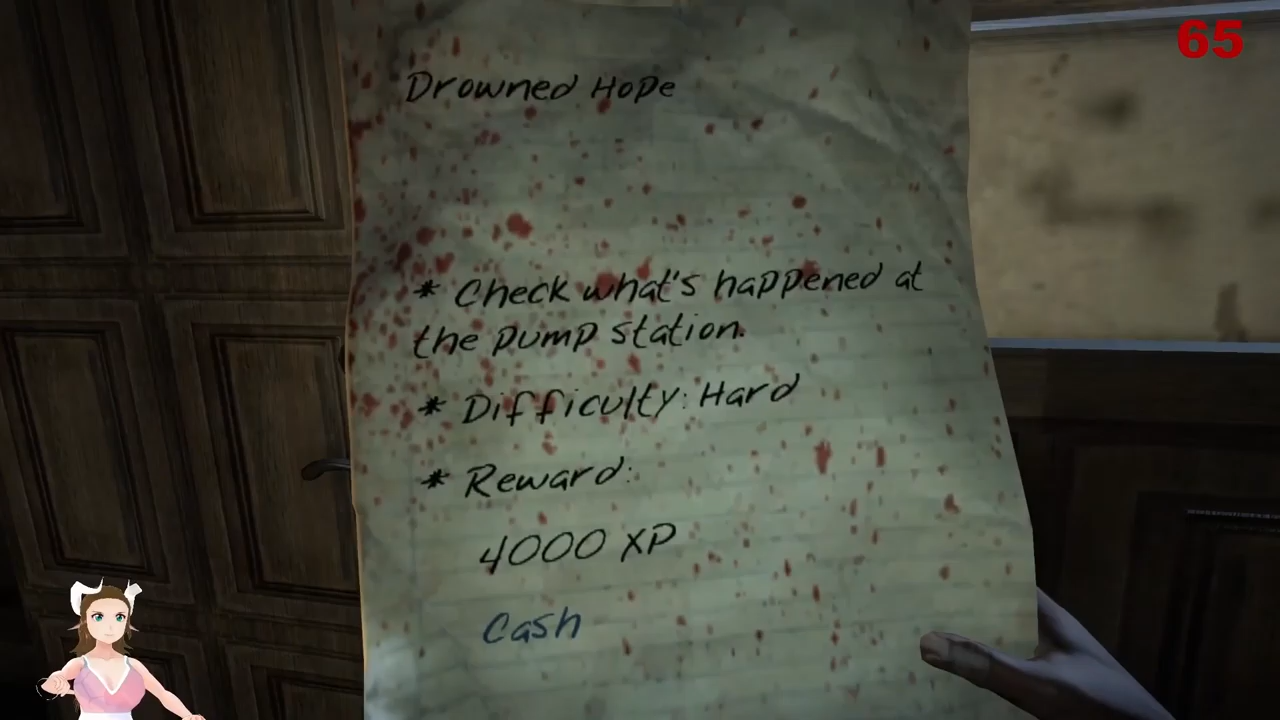 65
Drowned Hope
* Check what's happened at
the pump station.
* Difficulty: Hard
* Reward:
4000 XP
Cash